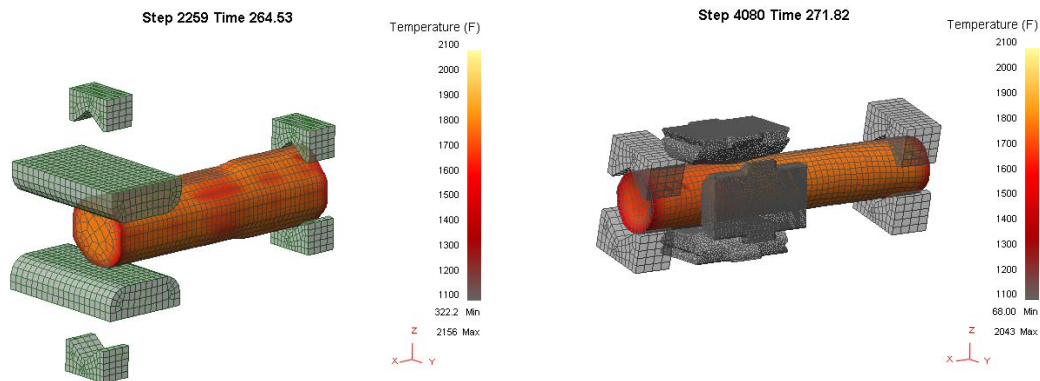 Step 2259 Time 264.53
Temperature (F)
2100
2000
1900
1800
1700
1600
1500
1400
1300
1200
1100
322.2 Min
2156 Max
Z
X Y
Step 4080 Time 271.82
Temperature (F)
2100
2000
1900
1800
1700
1600
1500
1400
1300
1200
1100
68.00 Min
2043 Max
Z
X Y